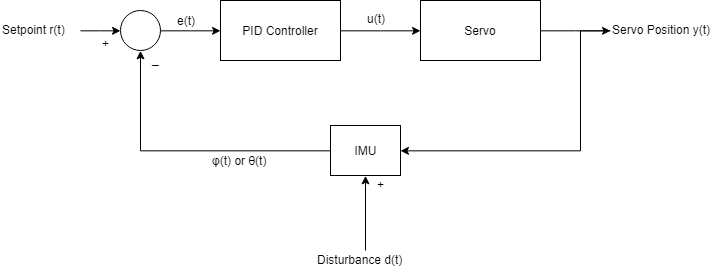 Setpoint r(t)
+
–
e(t)
PID Controller
u(t)
Servo
Servo Position y(t)
IMU
φ(t) or θ(t)
+
Disturbance d(t)